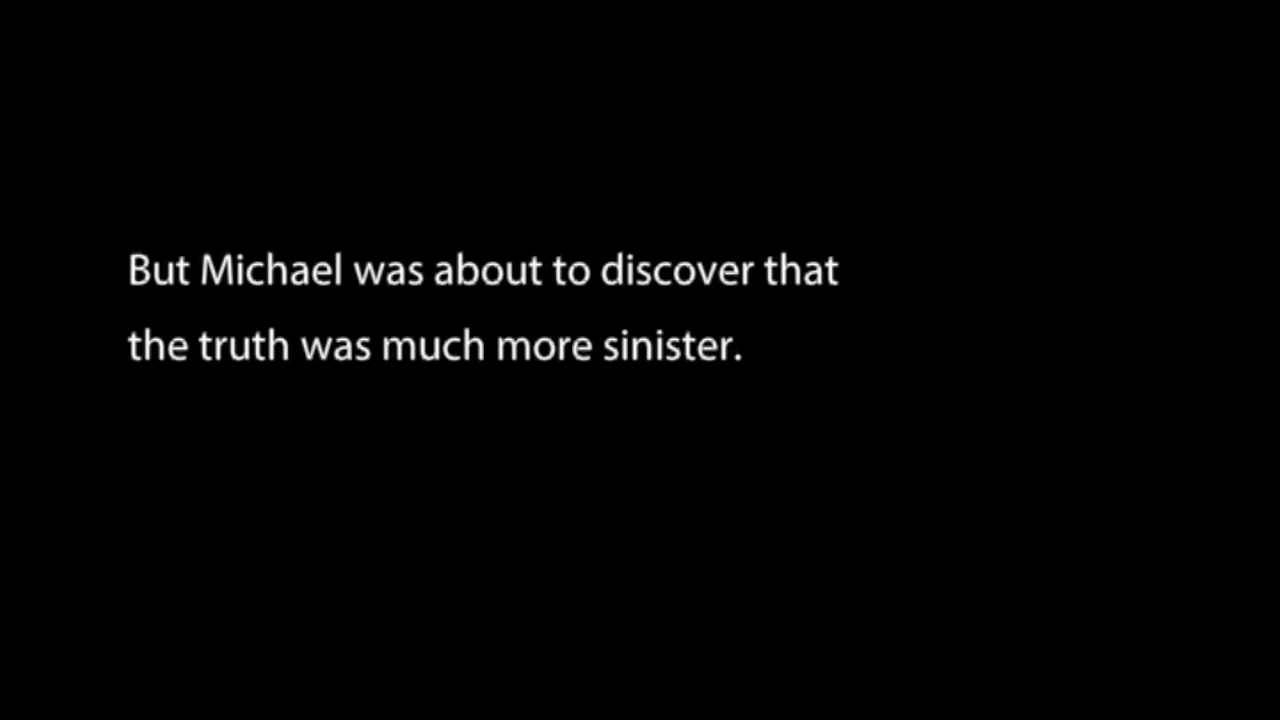 But Michael was about to discover that
the truth was much more sinister.